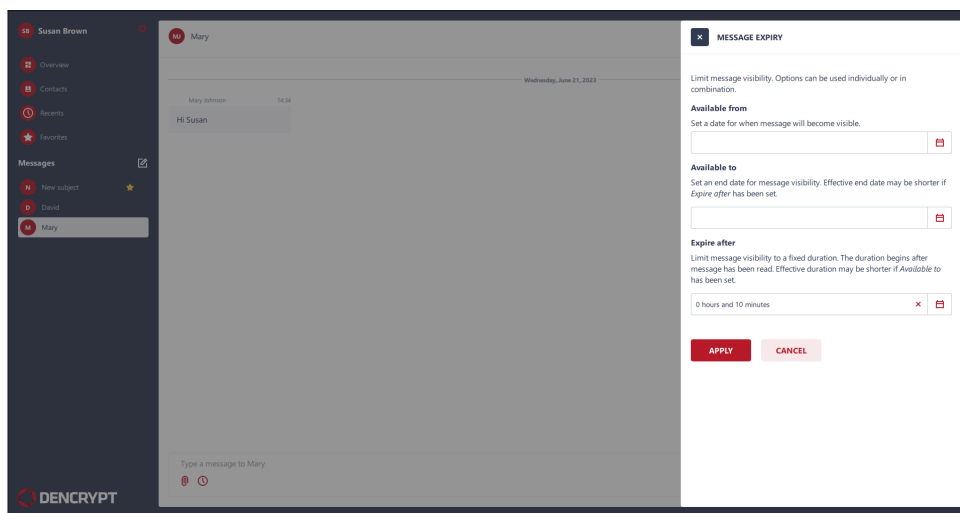 SB Susan Brown
Overview
Contacts
Recents
Favorites
Messages
N New subject
D David
M Mary
DENCRYPT
MJ Mary
Wednesday, June 21, 2023
Mary Johnson 14:34
Hi Susan
Type a message to Mary
× MESSAGE EXPIRY
Limit message visibility. Options can be used individually or in
combination.
Available from
Set a date for when message will become visible.
Available to
Set an end date for message visibility. Effective end date may be shorter if
Expire after has been set.
Expire after
Limit message visibility to a fixed duration. The duration begins after
message has been read. Effective duration may be shorter if Available to
has been set.
0 hours and 10 minutes ×
APPLY CANCEL